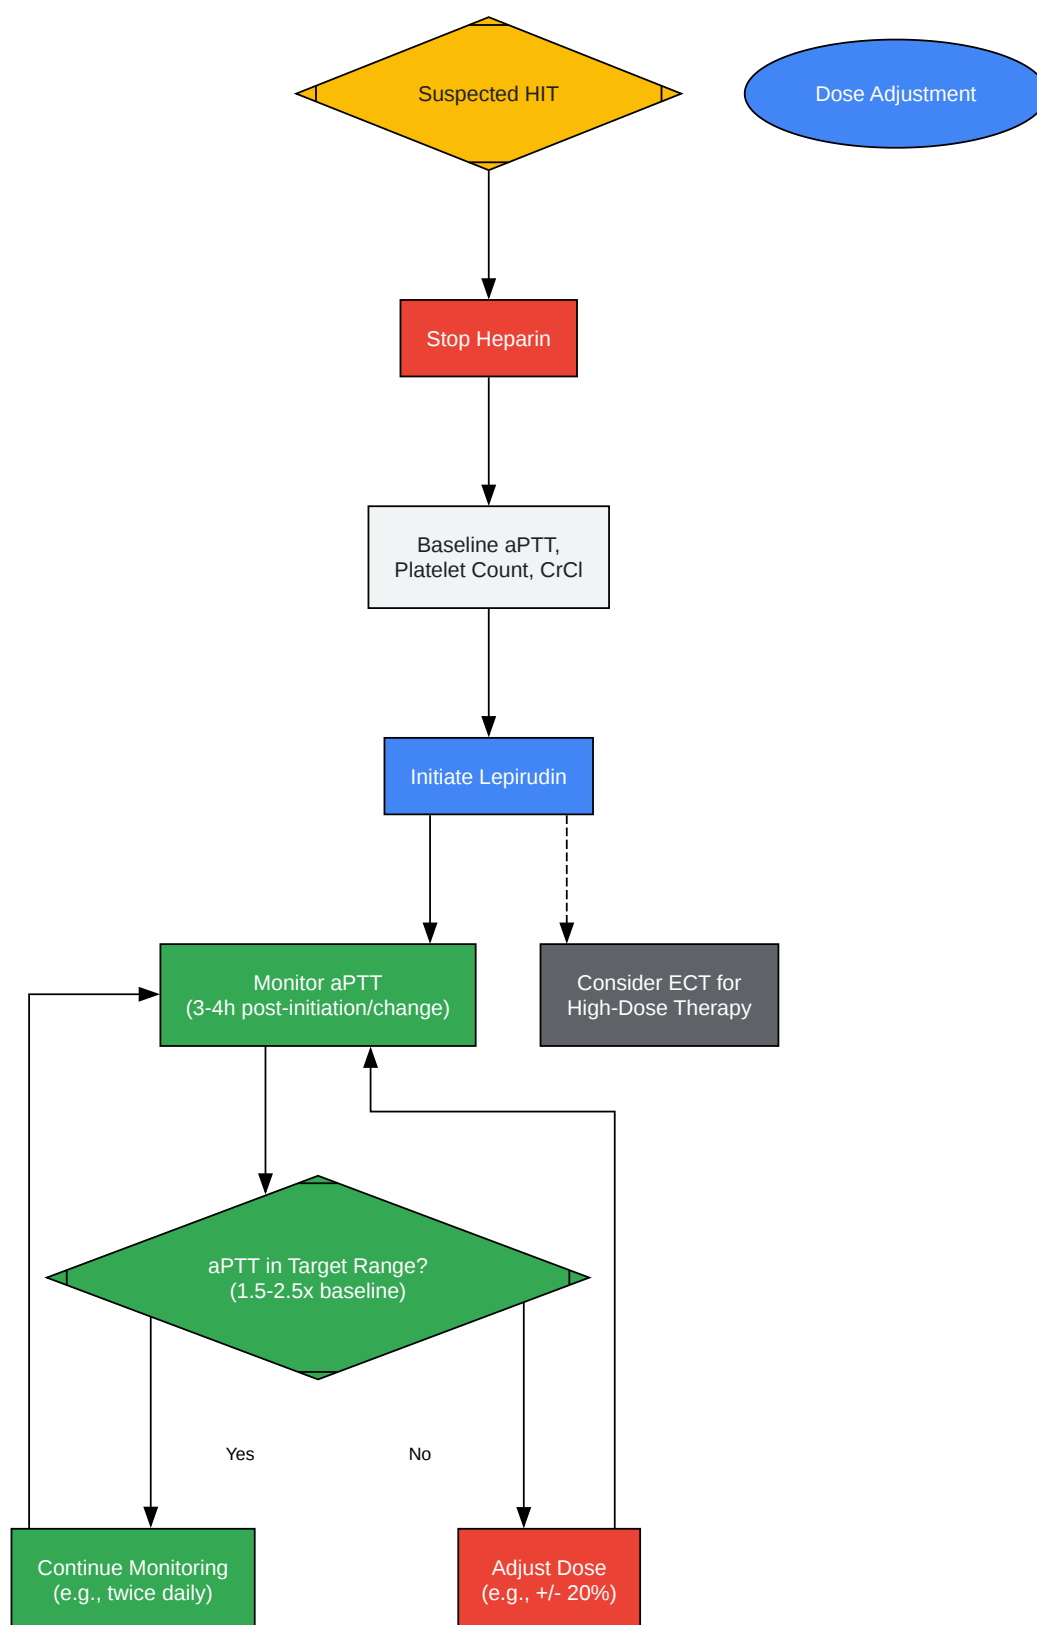 Suspected HIT
Dose Adjustment
Stop Heparin
Baseline aPTT,
Platelet Count, CrCl
Initiate Lepirudin
Monitor aPTT
(3-4h post-initiation/change)
Consider ECT for
High-Dose Therapy
aPTT in Target Range?
(1.5-2.5x baseline)
Yes
No
Continue Monitoring
(e.g., twice daily)
Adjust Dose
(e.g., +/- 20%)